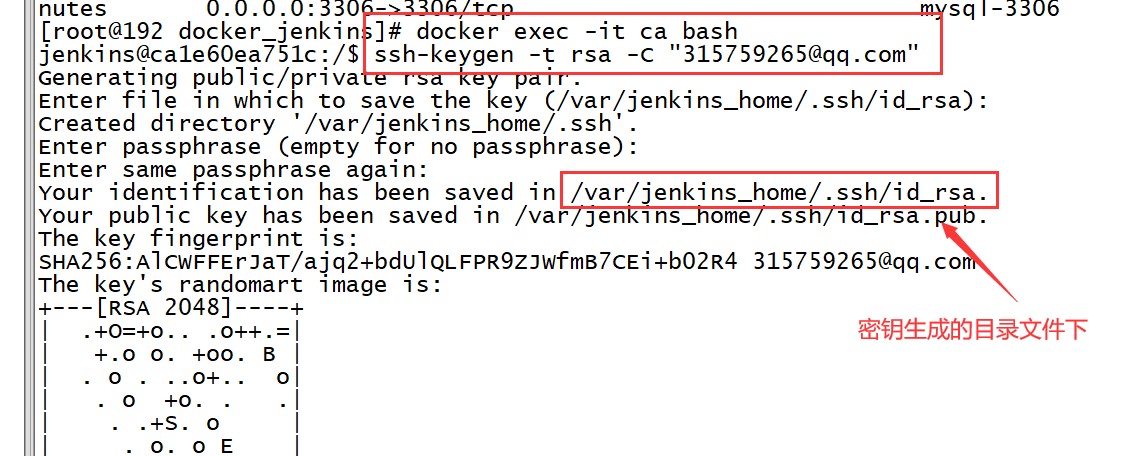 nutes 0.0.0.0:3306->3306/tcp mysql-3306
[root@192 docker_jenkins]# docker exec -it ca bash
jenkins@ca1e60ea751c:/$ ssh-keygen -t rsa -C "315759265@qq.com"
Generating public/private rsa key pair.
Enter file in which to save the key (/var/jenkins_home/.ssh/id_rsa):
Created directory '/var/jenkins_home/.ssh'.
Enter passphrase (empty for no passphrase):
Enter same passphrase again:
Your identification has been saved in /var/jenkins_home/.ssh/id_rsa.
Your public key has been saved in /var/jenkins_home/.ssh/id_rsa.pub.
The key fingerprint is:
SHA256:AlCWFFErJaT/ajq2+bdUlQLFPR9ZJWfmB7CEi+b02R4 315759265@qq.com
The key's randomart image is:
密钥生成的目录文件下
+---[RSA 2048]----+
|   .+O=+o.. .o++.=|
|    +.o o. +oo. B |
|   . o . ..o+..  o|
|    . o  +o. .   .|
|     . .+S. o     |
|      . o. o E    |